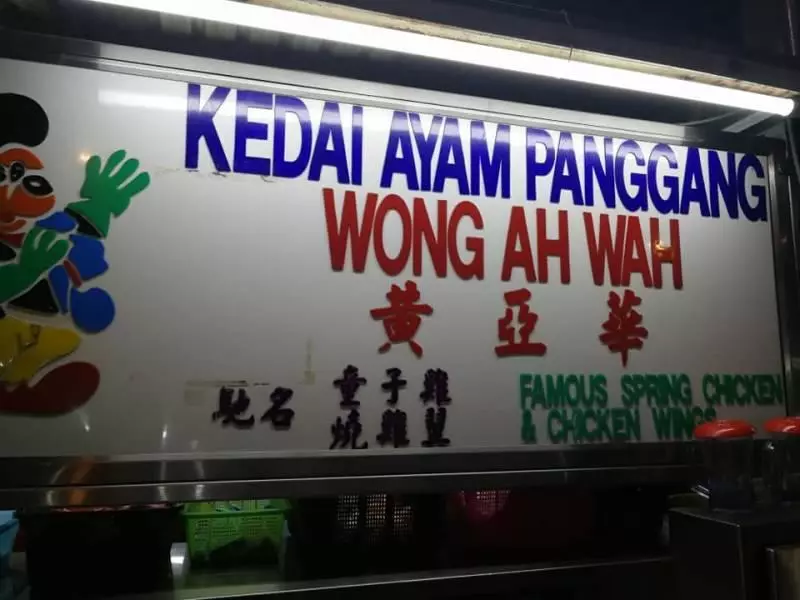 KEDAI AYAM PANGGANG
WONG AH WAH
黃亞華
馳名
童子雞
燒雞翼
FAMOUS SPRING CHICKEN
& CHICKEN WINGS